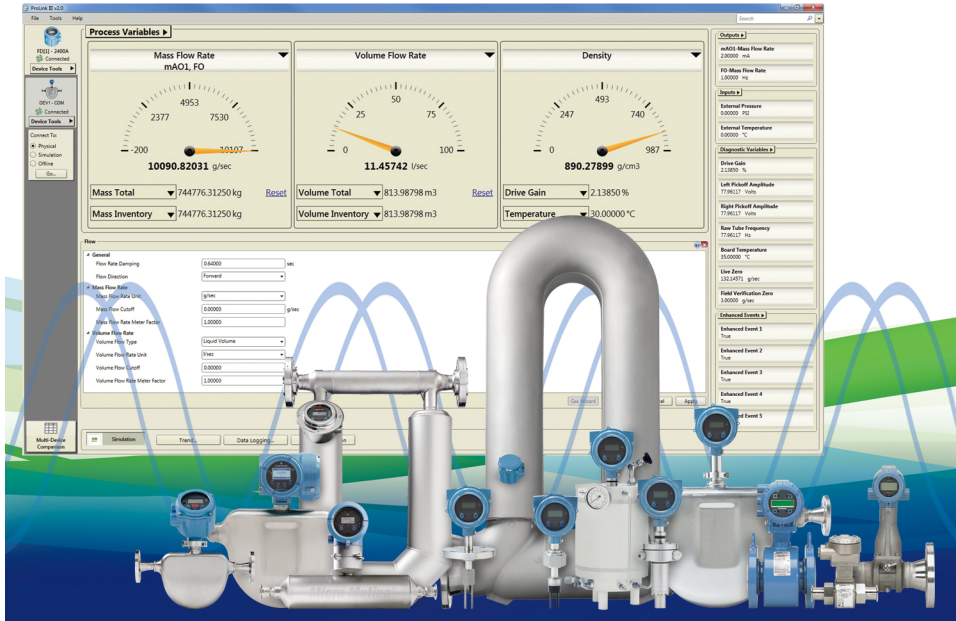 ProLink III v2.0
File Tools Help
Search
FD[1] - 2400A
Connected
Device Tools
DEV1 - CDM
Connected
Device Tools
Connect To:
Physical
Simulation
Offline
Go...
Multi-Device
Comparison
Process Variables
Mass Flow Rate
mAO1, FO
-200
2377
4953
7530
10107
10090.82031 g/sec
Mass Total 744776.31250 kg Reset
Mass Inventory 744776.31250 kg
Volume Flow Rate
0
25
50
75
100
11.45742 l/sec
Volume Total 813.98798 m3 Reset
Volume Inventory 813.98798 m3
Density
0
247
493
740
987
890.27899 g/cm3
Drive Gain 2.13850 %
Temperature 30.00000 °C
Flow
General
Flow Rate Damping 0.64000 sec
Flow Direction Forward
Mass Flow Rate
Mass Flow Rate Unit g/sec
Mass Flow Cutoff 0.00000 g/sec
Mass Flow Rate Meter Factor 1.00000
Volume Flow Rate
Volume Flow Type Liquid Volume
Volume Flow Rate Unit l/sec
Volume Flow Cutoff 0.00000
Volume Flow Rate Meter Factor 1.00000
Gas Wizard
Apply
Simulation
Trend...
Data Logging...
Outputs
mAO1-Mass Flow Rate
2.00000 mA
FO-Mass Flow Rate
1.00000 Hz
Inputs
External Pressure
0.00000 PSI
External Temperature
0.00000 °C
Diagnostic Variables
Drive Gain
2.13850 %
Left Pickoff Amplitude
77.96117 Volts
Right Pickoff Amplitude
77.96117 Volts
Raw Tube Frequency
77.96117 Hz
Board Temperature
35.00000 °C
Live Zero
132.14571 g/sec
Field Verification Zero
3.00000 g/sec
Enhanced Events
Enhanced Event 1
True
Enhanced Event 2
True
Enhanced Event 3
True
Enhanced Event 4
True
Event 5
Micro Motion